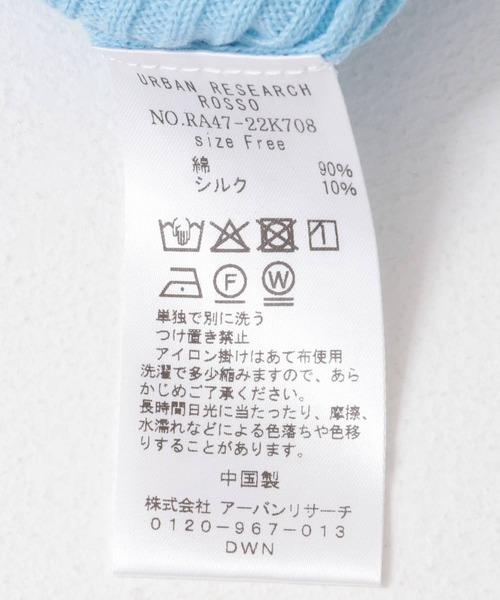 URBAN RESEARCH
ROSSO
NO.RA47-22K708
size Free
綿 90%
シルク 10%
F W
単独で別に洗う
つけ置き禁止
アイロン掛けはあて布使用
洗濯で多少縮みますので、あら
かじめご了承ください。
長時間日光に当たったり、摩擦、
水濡れなどによる色落ちや色移
りすることがあります。
中国製
株式会社 アーバンリサーチ
0120-967-013
DWN